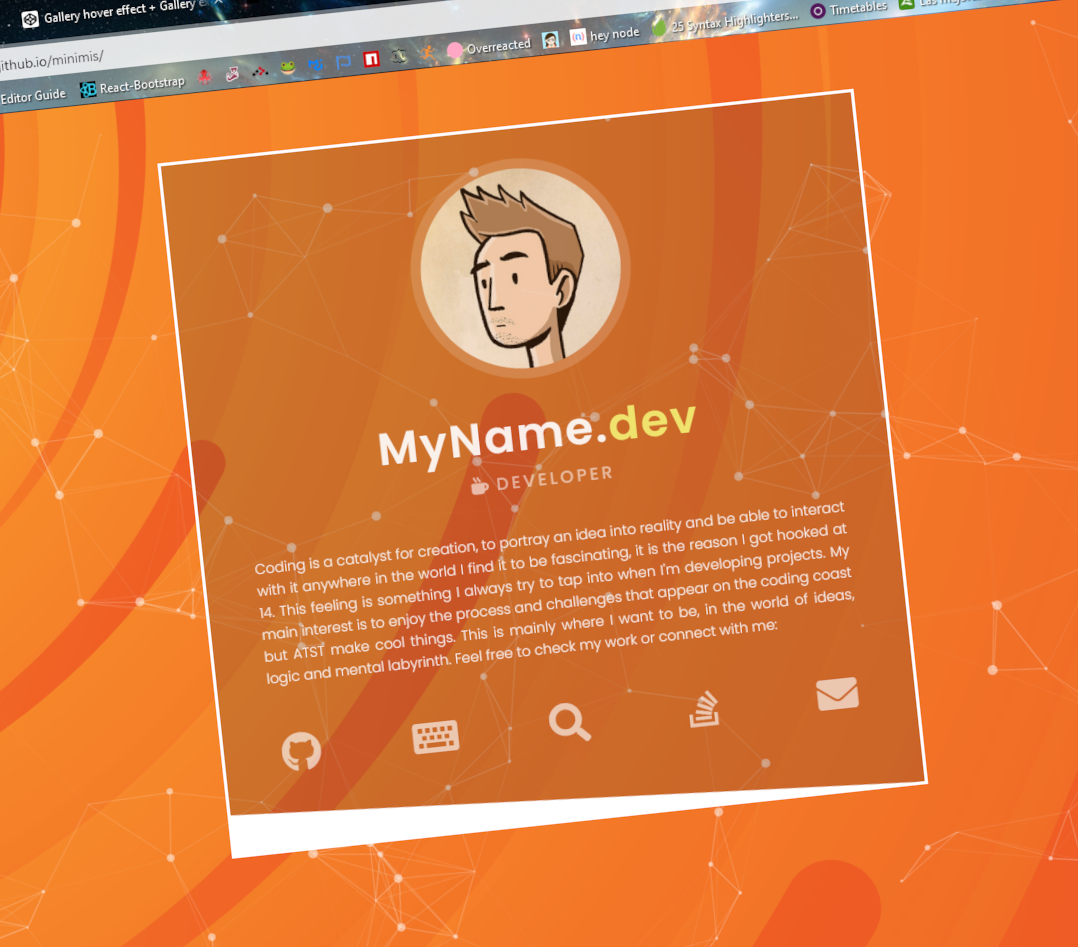 Gallery hover effect + Gallery
github.io/minimis/
Editor Guide React-Bootstrap Overreacted hey node 25 Syntax Highlighters... Timetables
MyName.dev
DEVELOPER
Coding is a catalyst for creation, to portray an idea into reality and be able to interact
with it anywhere in the world I find it to be fascinating, it is the reason I got hooked at
14. This feeling is something I always try to tap into when I'm developing projects. My
main interest is to enjoy the process and challenges that appear on the coding coast
but ATST make cool things. This is mainly where I want to be, in the world of ideas,
logic and mental labyrinth. Feel free to check my work or connect with me: